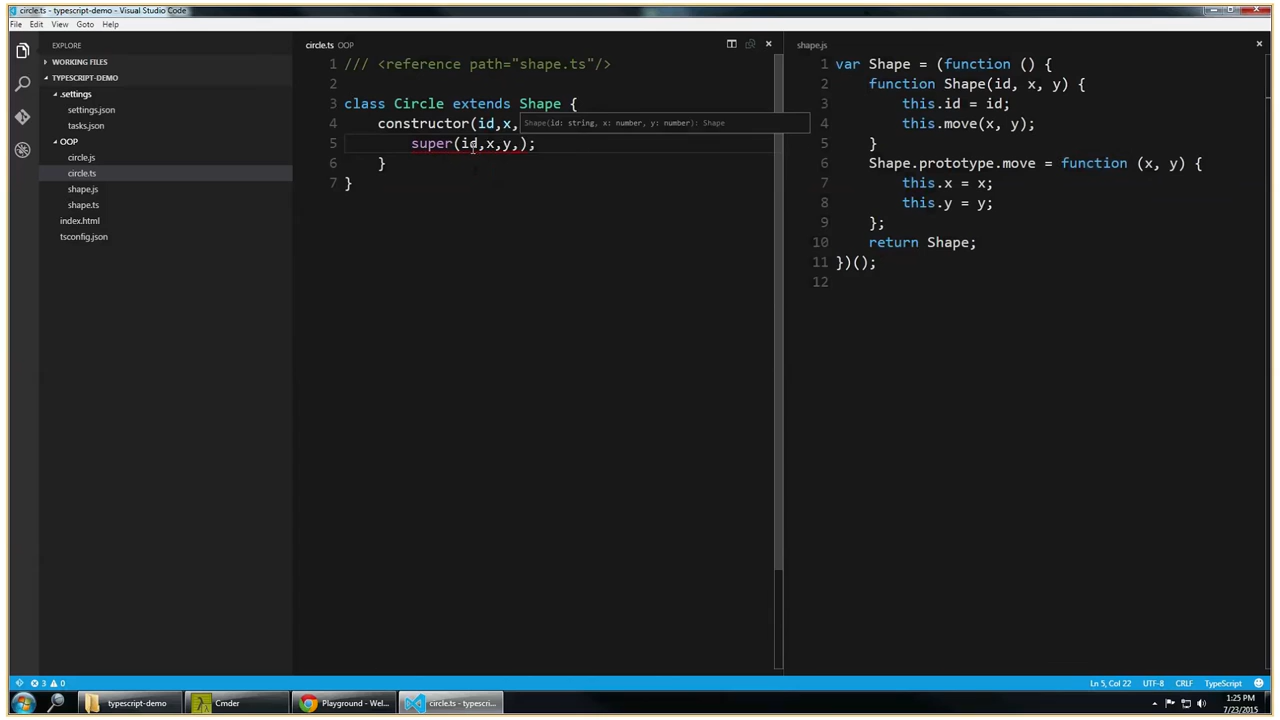 circle.ts - typescript-demo - Visual Studio Code
File Edit View Goto Help
EXPLORE
WORKING FILES
TYPESCRIPT-DEMO
.settings
settings.json
tasks.json
OOP
circle.js
circle.ts
shape.js
shape.ts
index.html
tsconfig.json
circle.ts OOP
1 /// <reference path="shape.ts"/>
2
3 class Circle extends Shape {
4 constructor(id,x,
Shape(id: string, x: number, y: number): Shape
5 super(id,x,y,);
6 }
7 }
shape.js
1 var Shape = (function () {
2 function Shape(id, x, y) {
3 this.id = id;
4 this.move(x, y);
5 }
6 Shape.prototype.move = function (x, y) {
7 this.x = x;
8 this.y = y;
9 };
10 return Shape;
11 })();
12
3 0
Ln 5, Col 22 UTF-8 CRLF TypeScript
typescript-demo
Cmder
Playground - Wel...
circle.ts - typescri...
1:25 PM
7/23/2015